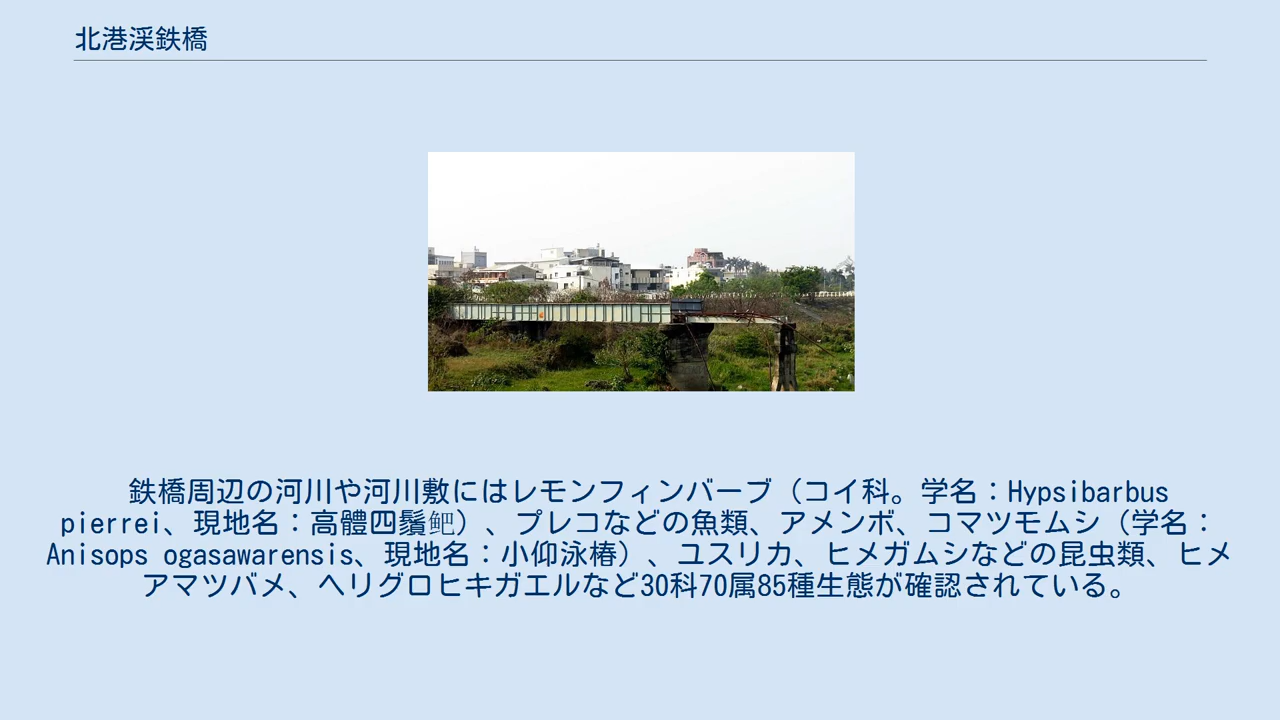 北港渓鉄橋
鉄橋周辺の河川や河川敷にはレモンフィンバーブ（コイ科。学名：Hypsibarbus
pierrei、現地名：高體四鬚鲃）、プレコなどの魚類、アメンボ、コマツモムシ（学名：
Anisops ogasawarensis、現地名：小仰泳椿）、ユスリカ、ヒメガムシなどの昆虫類、ヒメ
アマツバメ、ヘリグロヒキガエルなど30科70属85種生態が確認されている。